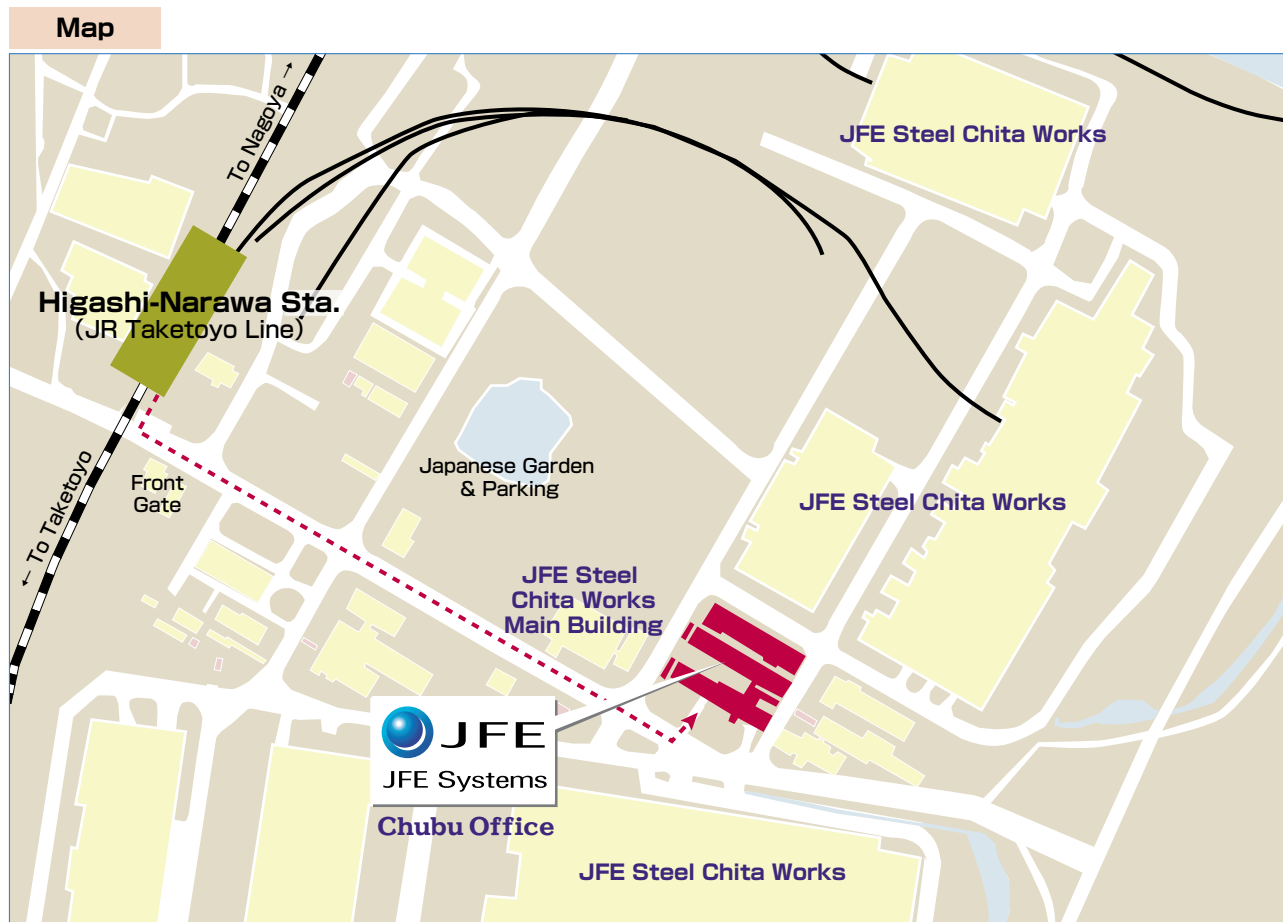 Map
To Nagoya →
JFE Steel Chita Works
Higashi-Narawa Sta.
（JR Taketoyo Line）
Japanese Garden
& Parking
Front
Gate
JFE Steel Chita Works
← To Taketoyo
JFE Steel
Chita Works
Main Building
JFE
JFE Systems
Chubu Office
JFE Steel Chita Works